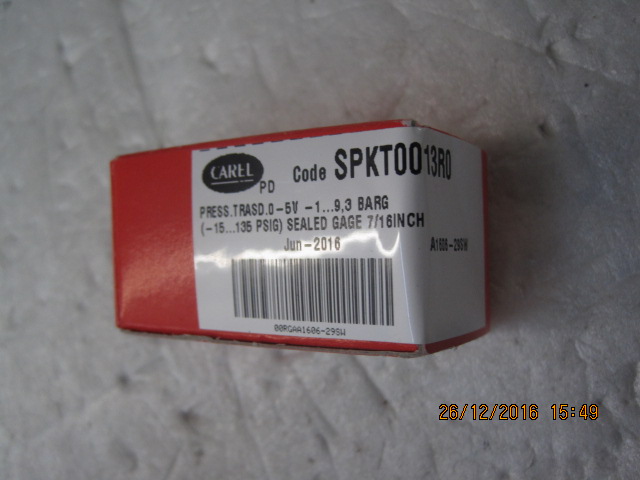 CAREL
PD
Code SPKT0013R0
PRESS.TRASD.0-5V -1...9,3 BARG
(-15...135 PSIG) SEALED GAGE 7/16INCH
Jun-2016
A1606-29SW
00RGAA1606-29SW
26/12/2016 15:49